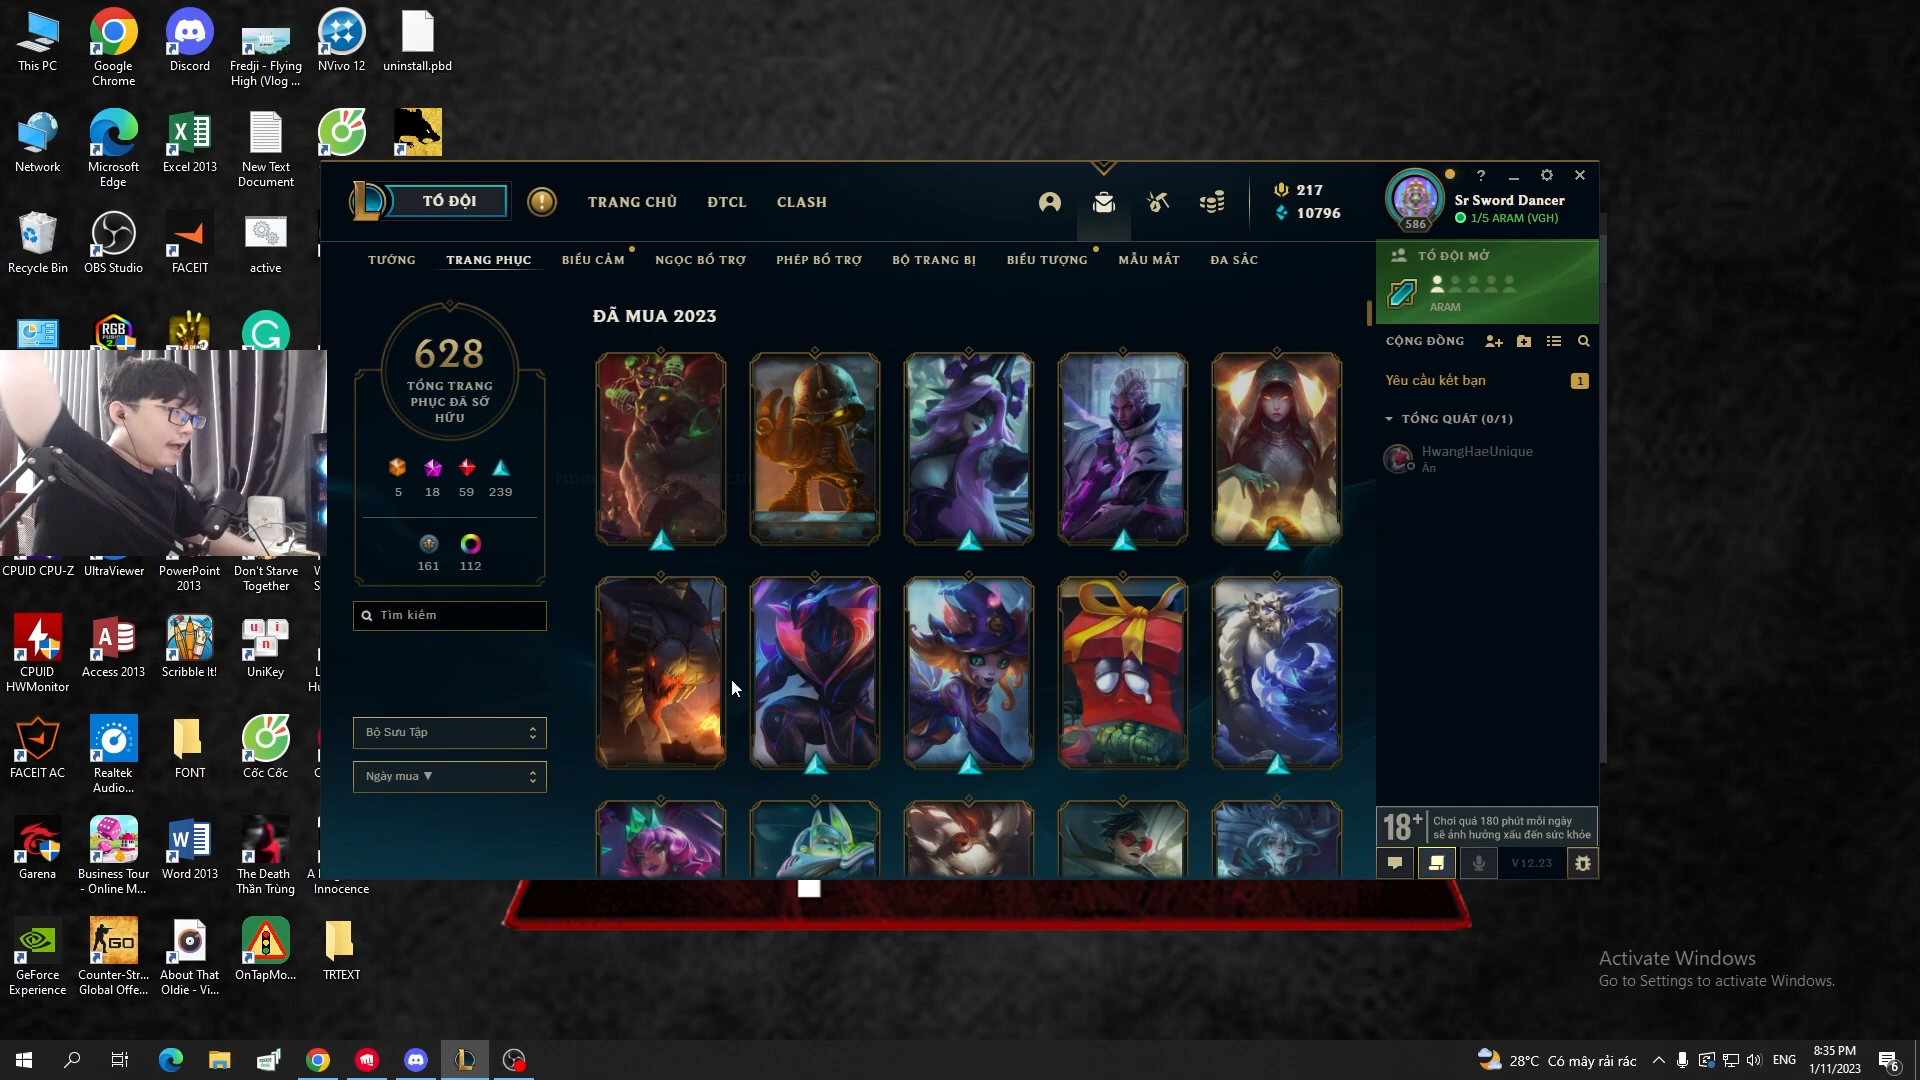 This PC
Google Chrome
Discord
Fredji - Flying High (Vlog ...
NVivo 12
uninstall.pbd
Network
Microsoft Edge
Excel 2013
New Text Document
Recycle Bin
OBS Studio
FACEIT
active
CPUID CPU-Z
UltraViewer
PowerPoint 2013
Don't Starve Together
CPUID HWMonitor
Access 2013
Scribble It!
UniKey
FACEIT AC
Realtek Audio...
FONT
Cốc Cốc
Garena
Business Tour - Online M...
Word 2013
The Death Thần Trùng
Innocence
GeForce Experience
Counter-Str... Global Offe...
About That Oldie - Vi...
OnTapMo...
TRTEXT
TỔ ĐỘI
TRANG CHỦ
ĐTCL
CLASH
217
10796
586
Sr Sword Dancer
1/5 ARAM (VGH)
TƯỚNG
TRANG PHỤC
BIỂU CẢM
NGỌC BỔ TRỢ
PHÉP BỔ TRỢ
BỘ TRANG BỊ
BIỂU TƯỢNG
MẪU MẮT
ĐA SẮC
628
TỔNG TRANG
PHỤC ĐÃ SỞ
HỮU
5 18 59 239
161 112
Tìm kiếm
Bộ Sưu Tập
Ngày mua ▼
ĐÃ MUA 2023
TỔ ĐỘI MỞ
ARAM
CỘNG ĐỒNG
Yêu cầu kết bạn
1
TỔNG QUÁT (0/1)
HwangHaeUnique
Ẩn
18+
Chơi quá 180 phút mỗi ngày
sẽ ảnh hưởng xấu đến sức khỏe
V12.23
Activate Windows
Go to Settings to activate Windows.
28°C Có mây rải rác
ENG
8:35 PM
1/11/2023
6